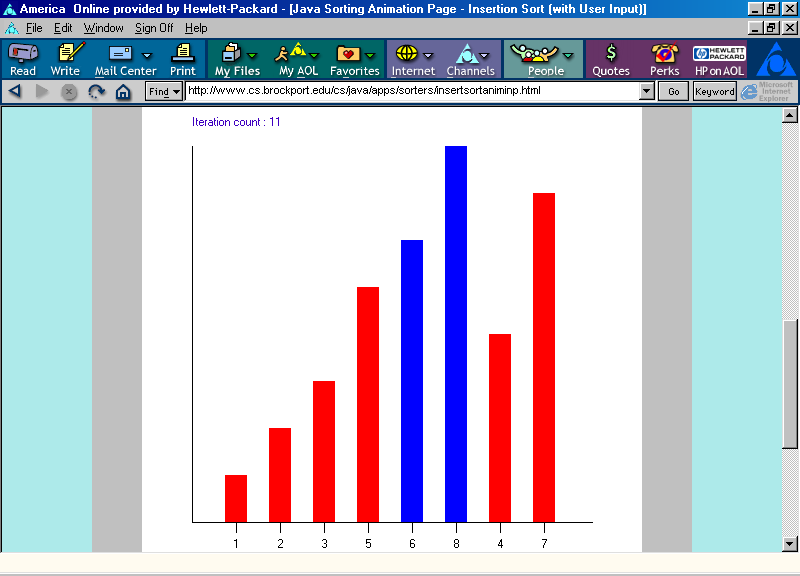 America Online provided by Hewlett-Packard - [Java Sorting Animation Page - Insertion Sort (with User Input)]
File Edit Window Sign Off Help
Read Write Mail Center Print My Files My AOL Favorites Internet Channels People Quotes Perks HP on AOL
HEWLETT PACKARD
Find http://www.cs.brockport.edu/cs/java/apps/sorters/insertsortaniminp.html Go Keyword Microsoft Internet Explorer
Iteration count : 11
1 2 3 5 6 8 4 7